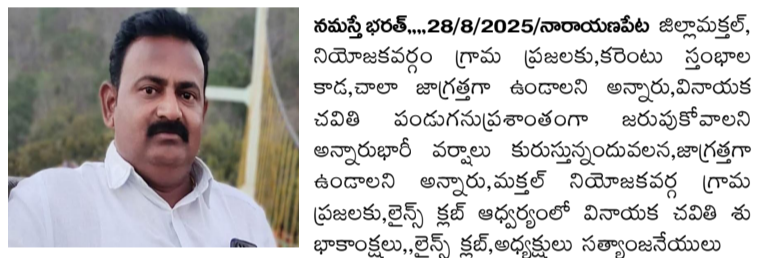 నమస్తే భరత్,...28/8/2025/నారాయణపేట జిల్లామక్తల్,
నియోజకవర్గం గ్రామ ప్రజలకు,కరెంటు స్తంభాల
కాడ,చాలా జాగ్రత్తగా ఉండాలని అన్నారు,వినాయక
చవితి పండుగనుప్రశాంతంగా జరుపుకోవాలని
అన్నారుభారీ వర్షాలు కురుస్తున్నందువలన,జాగ్రత్తగా
ఉండాలని అన్నారు,మక్తల్ నియోజకవర్గ గ్రామ
ప్రజలకు,లైన్స్ క్లబ్ ఆధ్వర్యంలో వినాయక చవితి శు
భాకాంక్షలు,,లైన్స్ క్లబ్,అధ్యక్షులు సత్యాంజనేయులు